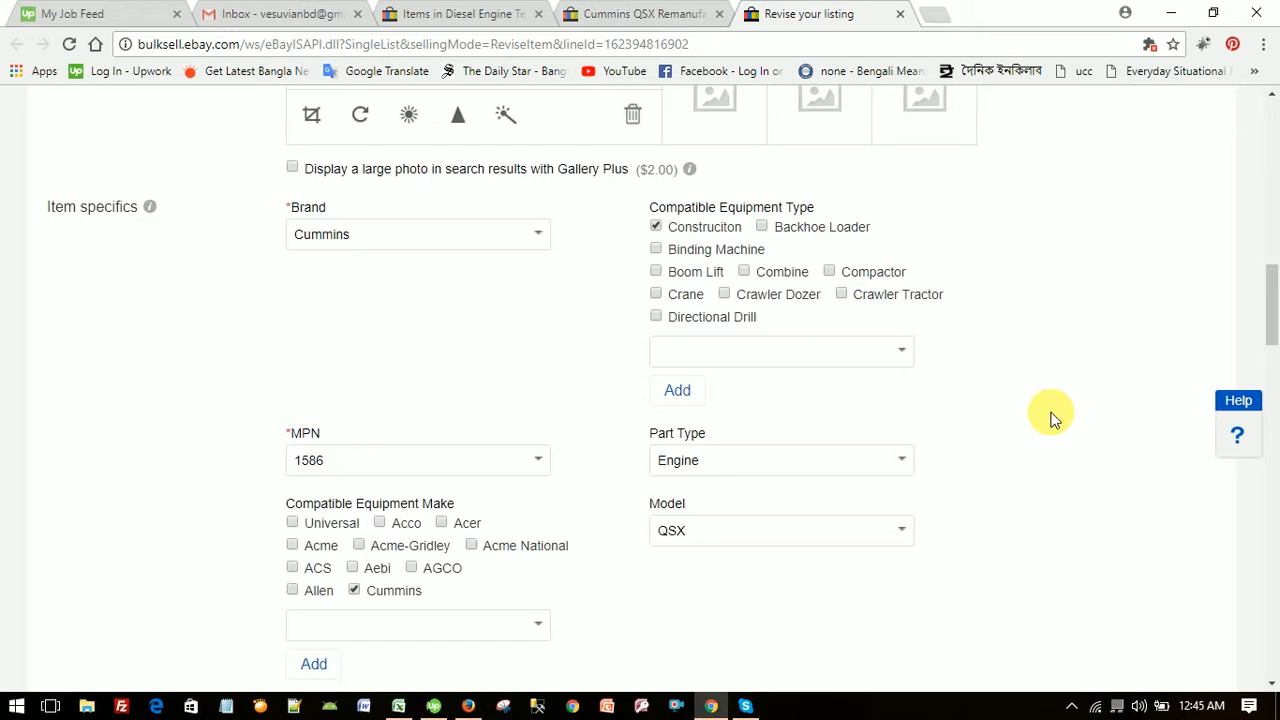 My Job Feed
Inbox - vesuvianbd@gm
Items in Diesel Engine Te
Cummins QSX Remanufa
Revise your listing
bulksell.ebay.com/ws/eBayISAPI.dll?SingleList&sellingMode=ReviseItem&lineId=162394816902
Apps
Log In - Upwork
Get Latest Bangla Ne
Google Translate
The Daily Star - Bang
YouTube
Facebook - Log In or
none - Bengali Mean
দৈনিক ইনকিলাব
ucc
Everyday Situational
»
Display a large photo in search results with Gallery Plus ($2.00)
Item specifics
*Brand
Cummins
Compatible Equipment Type
Construciton Backhoe Loader
Binding Machine
Boom Lift Combine Compactor
Crane Crawler Dozer Crawler Tractor
Directional Drill
Add
Help
?
*MPN
1586
Part Type
Engine
Compatible Equipment Make
Universal Acco Acer
Acme Acme-Gridley Acme National
ACS Aebi AGCO
Allen Cummins
Add
Model
QSX
12:45 AM